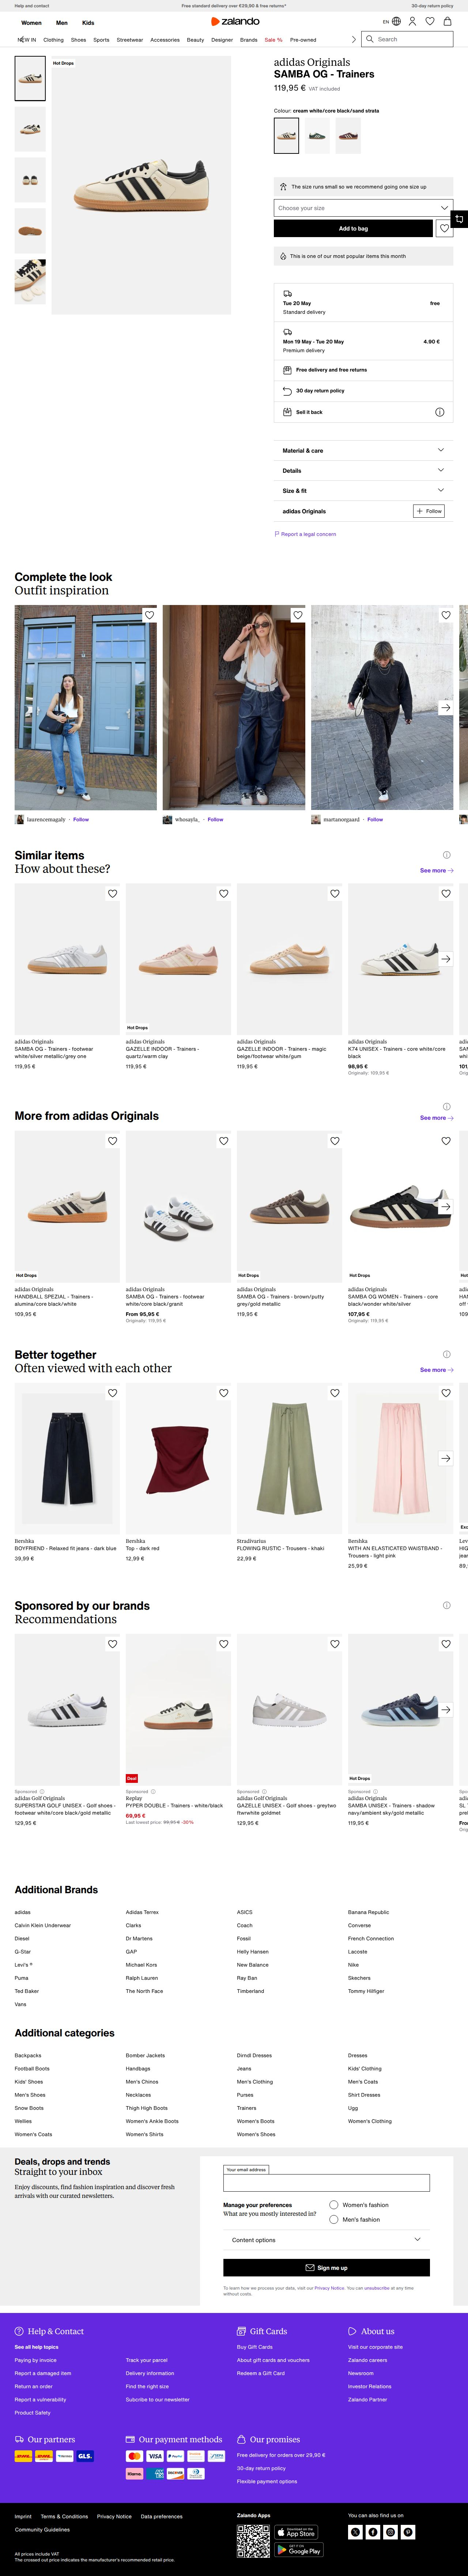 Help and contact
Free standard delivery over €29,90 & free returns*
30-day return policy
Women
Men
Kids
zalando
EN
NEW IN
Clothing
Shoes
Sports
Streetwear
Accessories
Beauty
Designer
Brands
Sale %
Pre-owned
Search
Hot Drops
adidas Originals
SAMBA OG - Trainers
119,95 €
VAT included
Colour: cream white/core black/sand strata
The size runs small so we recommend going one size up
Choose your size
Add to bag
This is one of our most popular items this month
Tue 20 May
free
Standard delivery
Mon 19 May - Tue 20 May
4,90 €
Premium delivery
Free delivery and free returns
30 day return policy
Sell it back
Material & care
Details
Size & fit
adidas Originals
Follow
Report a legal concern
Complete the look
Outfit inspiration
laurencemagaly
Follow
whosayla_
Follow
martanorgaard
Follow
Similar items
How about these?
See more
adidas Originals
SAMBA OG - Trainers - footwear
white/silver metallic/grey one
119,95 €
Hot Drops
adidas Originals
GAZELLE INDOOR - Trainers -
quartz/warm clay
119,95 €
adidas Originals
GAZELLE INDOOR - Trainers - magic
beige/footwear white/gum
119,95 €
adidas Originals
K74 UNISEX - Trainers - core white/core
black
98,95 €
Originally: 109,95 €
More from adidas Originals
See more
Hot Drops
adidas Originals
HANDBALL SPEZIAL - Trainers -
alumina/core black/white
109,95 €
adidas Originals
SAMBA OG - Trainers - footwear
white/core black/granit
From 95,95 €
Originally: 119,95 €
Hot Drops
adidas Originals
SAMBA OG - Trainers - brown/putty
grey/gold metallic
119,95 €
Hot Drops
adidas Originals
SAMBA OG WOMEN - Trainers - core
black/wonder white/silver
107,95 €
Originally: 119,95 €
Better together
Often viewed with each other
See more
Bershka
BOYFRIEND - Relaxed fit jeans - dark blue
39,99 €
Bershka
Top - dark red
12,99 €
Stradivarius
FLOWING RUSTIC - Trousers - khaki
22,99 €
Bershka
WITH AN ELASTICATED WAISTBAND -
Trousers - light pink
25,99 €
Sponsored by our brands
Recommendations
Sponsored
adidas Golf Originals
SUPERSTAR GOLF UNISEX - Golf shoes -
footwear white/core black/gold metallic
129,95 €
Deal
Sponsored
Replay
PYPER DOUBLE - Trainers - white/black
69,95 €
Last lowest price: 99,95 € -30%
Sponsored
adidas Golf Originals
GAZELLE UNISEX - Golf shoes - greytwo
ftwrwhite goldmet
129,95 €
Hot Drops
Sponsored
adidas Originals
SAMBA UNISEX - Trainers - shadow
navy/ambient sky/gold metallic
119,95 €
Additional Brands
adidas
Adidas Terrex
ASICS
Banana Republic
Calvin Klein Underwear
Clarks
Coach
Converse
Diesel
Dr Martens
Fossil
French Connection
G-Star
GAP
Helly Hansen
Lacoste
Levi's ®
Michael Kors
New Balance
Nike
Puma
Ralph Lauren
Ray Ban
Skechers
Ted Baker
The North Face
Timberland
Tommy Hilfiger
Vans
Additional categories
Backpacks
Bomber Jackets
Dirndl Dresses
Dresses
Football Boots
Handbags
Jeans
Kids' Clothing
Kids' Shoes
Men's Chinos
Men's Clothing
Men's Coats
Men's Shoes
Necklaces
Purses
Shirt Dresses
Snow Boots
Thigh High Boots
Trainers
Ugg
Wellies
Women's Ankle Boots
Women's Boots
Women's Clothing
Women's Coats
Women's Shirts
Women's Shoes
Deals, drops and trends
Straight to your inbox
Enjoy discounts, find fashion inspiration and discover fresh
arrivals with our curated newsletters.
Your email address
Manage your preferences
What are you mostly interested in?
Women's fashion
Men's fashion
Content options
Sign me up
To learn how we process your data, visit our Privacy Notice. You can unsubscribe at any time
without costs.
Help & Contact
See all help topics
Paying by invoice
Track your parcel
Report a damaged item
Delivery information
Return an order
Find the right size
Report a vulnerability
Subcribe to our newsletter
Product Safety
Gift Cards
Buy Gift Cards
About gift cards and vouchers
Redeem a Gift Card
About us
Visit our corporate site
Zalando careers
Newsroom
Investor Relations
Zalando Partner
Our partners
GLS.
Our payment methods
VISA
PayPal
Klarna.
DISCOVER
Our promises
Free delivery for orders over 29,90 €
30-day return policy
Flexible payment options
Imprint
Terms & Conditions
Privacy Notice
Data preferences
Community Guidelines
Zalando Apps
App Store
GET IT ON
Google Play
You can also find us on
All prices include VAT
The crossed out price indicates the manufacturer's recommended retail price.